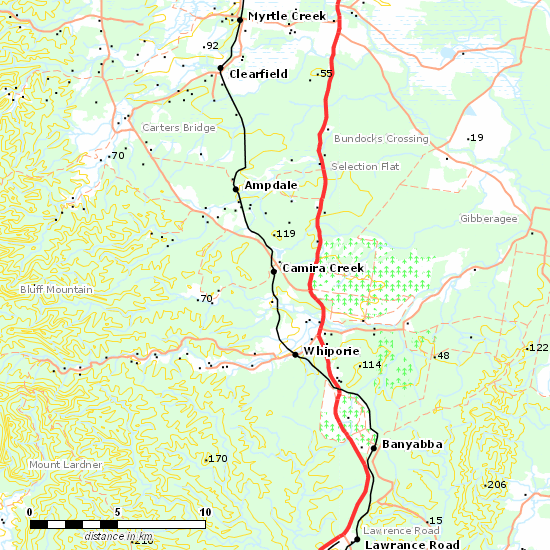 Myrtle Creek
92
Clearfield
55
Carters Bridge
Bundocks Crossing
19
70
Selection Flat
Ampdale
Gibberagee
119
Camira Creek
Bluff Mountain
70
Whiporie
122
48
114
Banyabba
170
Mount Lardner
206
0
5
10
15
Lawrence Road
distance in km
210
Lawrance Road